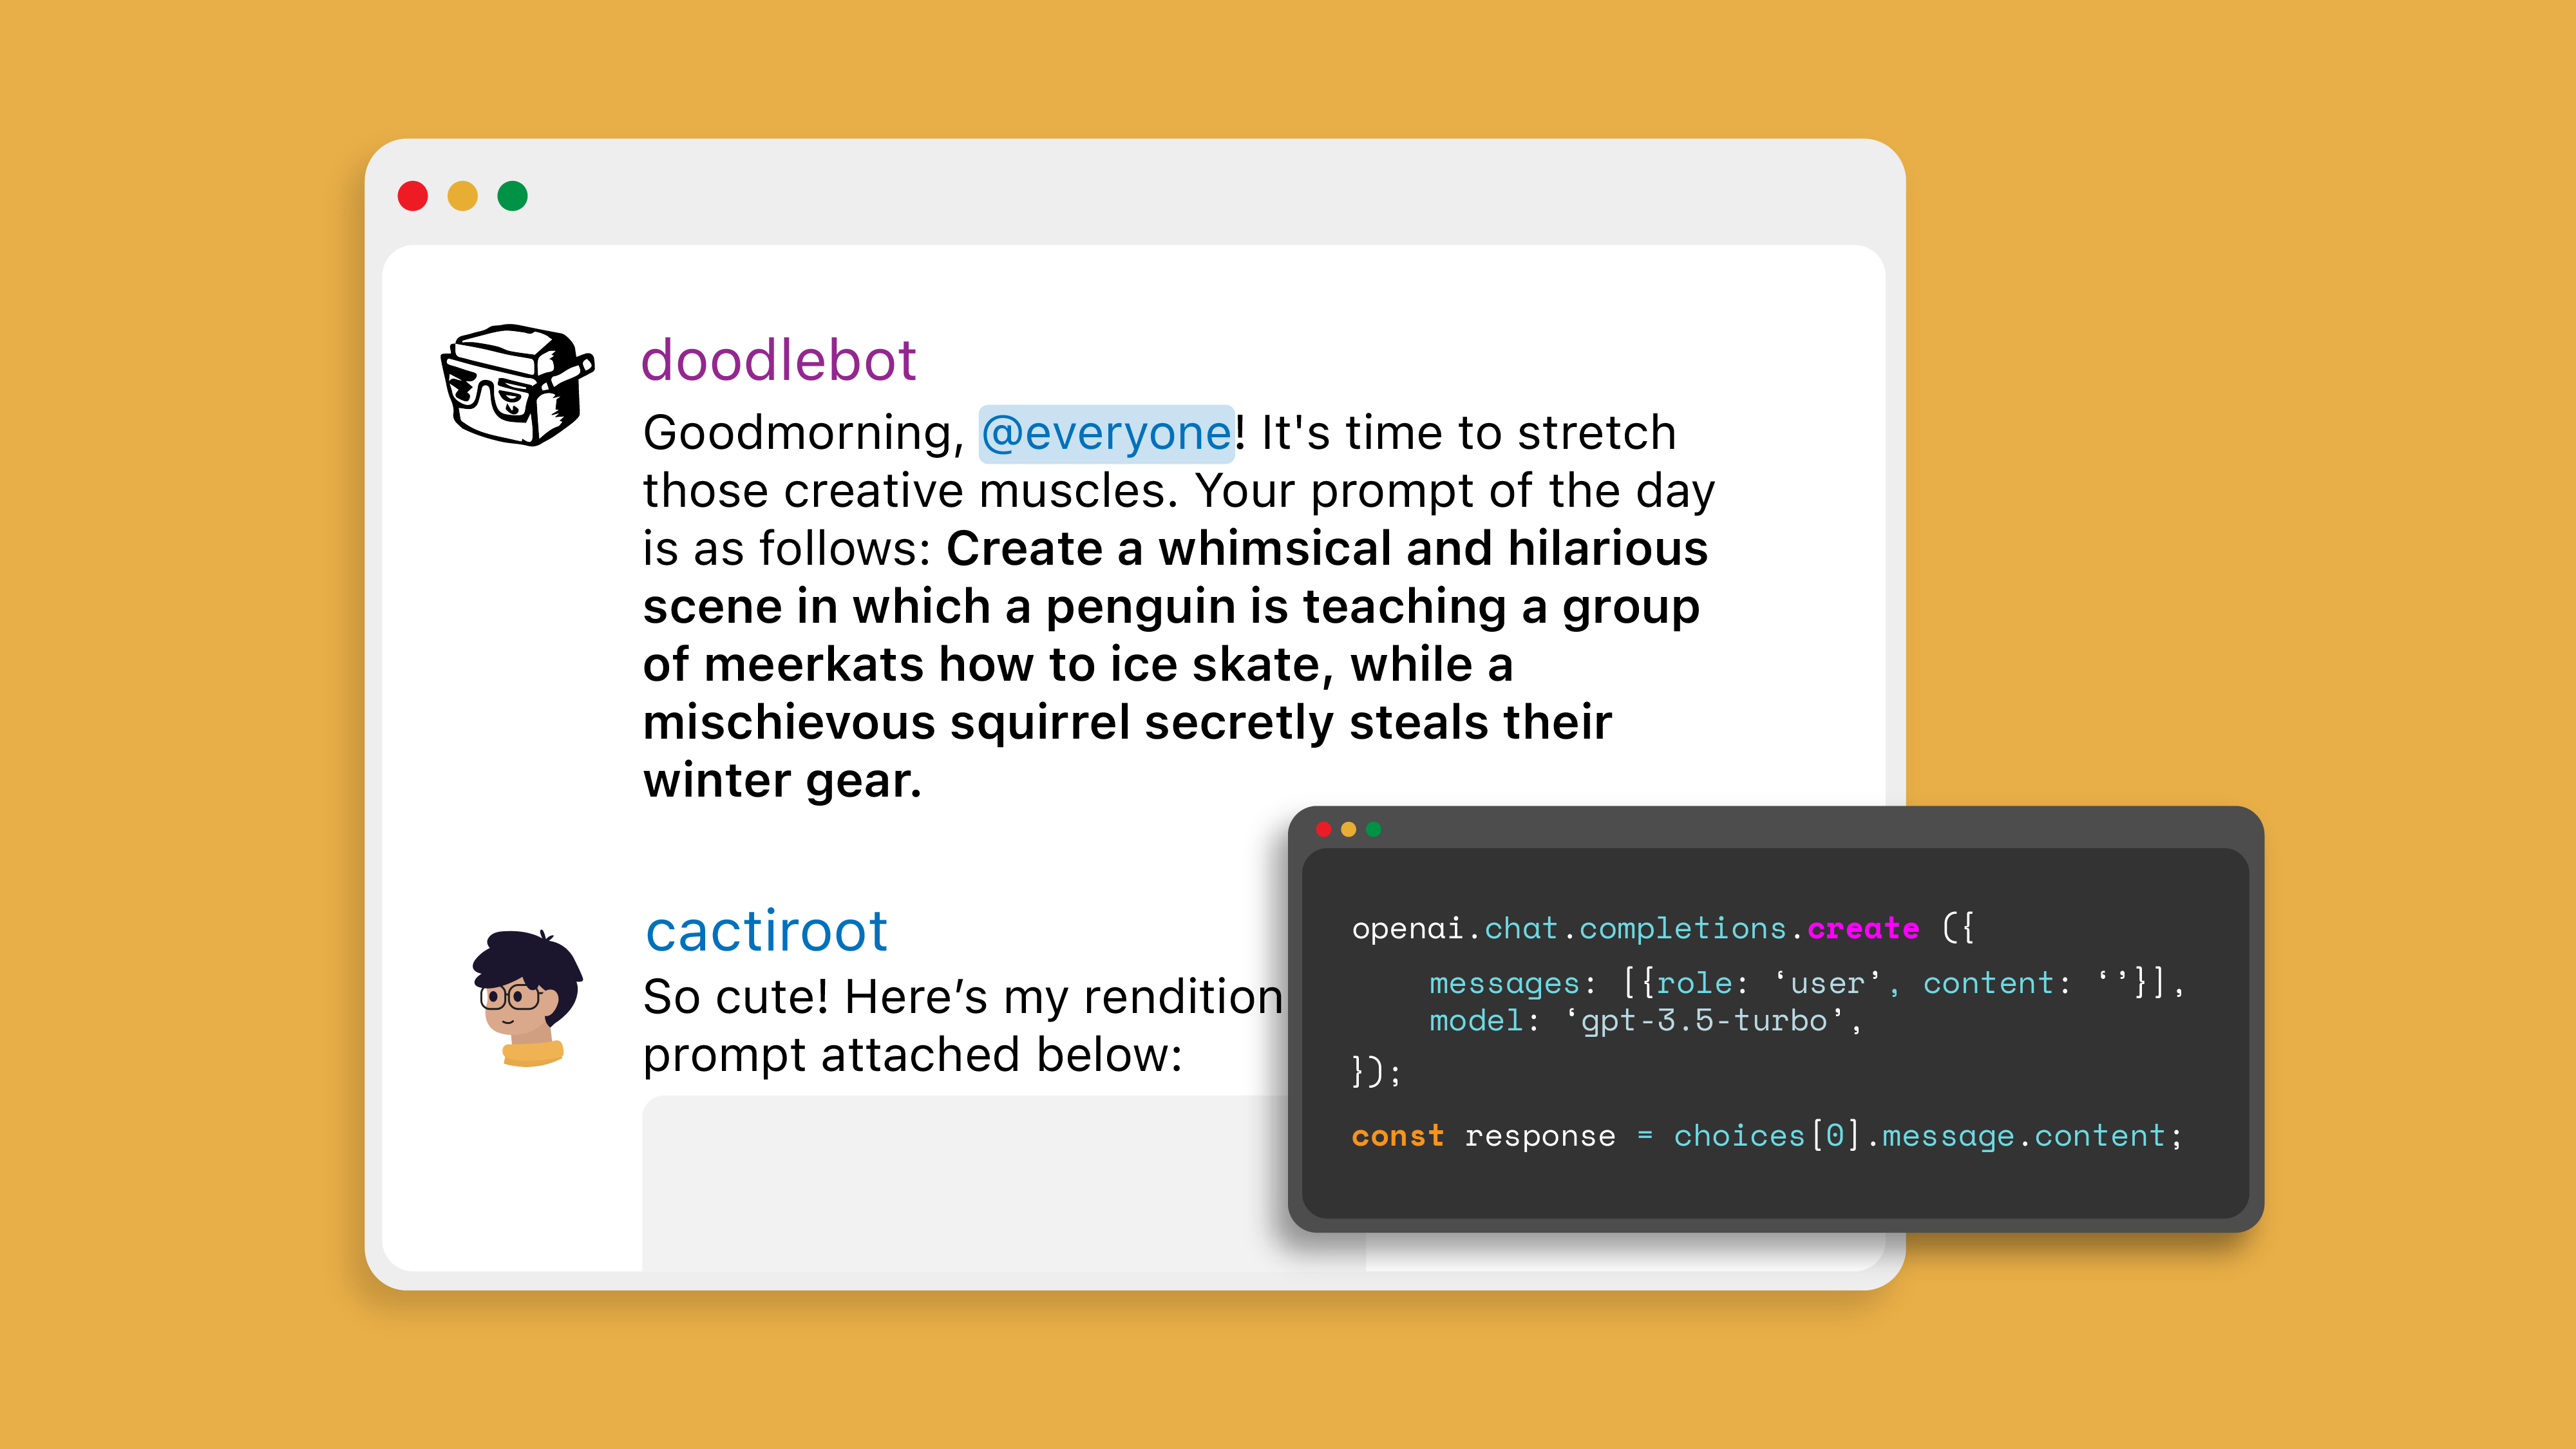 doodlebot
Goodmorning, @everyone! It's time to stretch
those creative muscles. Your prompt of the day
is as follows: Create a whimsical and hilarious
scene in which a penguin is teaching a group
of meerkats how to ice skate, while a
mischievous squirrel secretly steals their
winter gear.
cactiroot
So cute! Here’s my rendition
prompt attached below:
openai.chat.completions.create ({
messages: [{role: ‘user’, content: ‘’}],
model: ‘gpt-3.5-turbo’,
});
const response = choices[0].message.content;